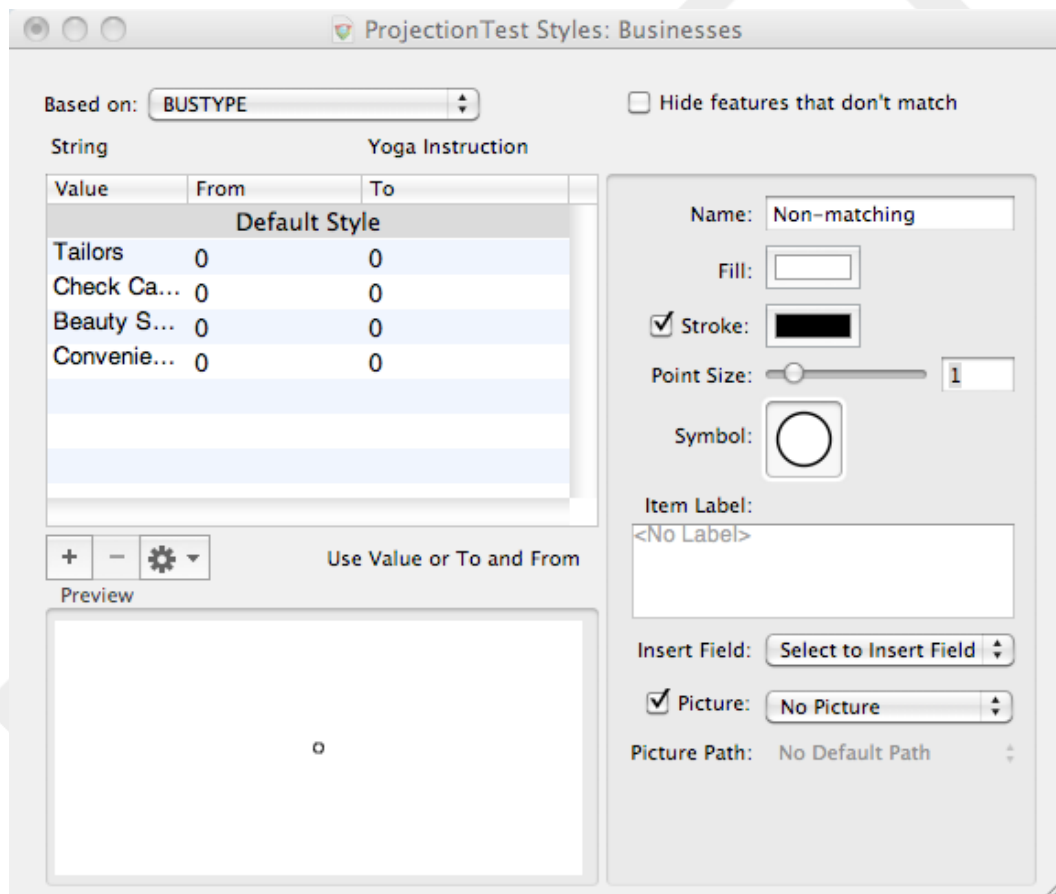 ProjectionTest Styles: Businesses
Based on: BUSTYPE
Hide features that don't match
String Yoga Instruction
Value From To
Default Style
Tailors 0 0
Check Ca... 0 0
Beauty S... 0 0
Convenie... 0 0
Use Value or To and From
Preview
Name: Non-matching
Fill:
Stroke:
Point Size: 1
Symbol:
Item Label:
<No Label>
Insert Field: Select to Insert Field
Picture: No Picture
Picture Path: No Default Path